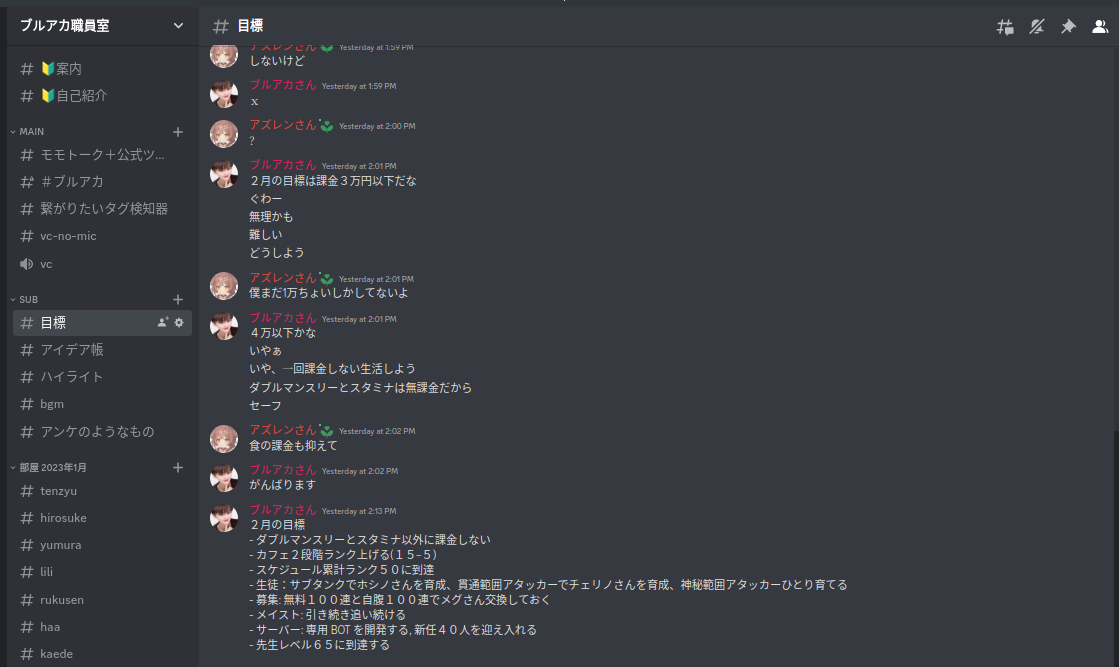 ブルアカ職員室
# 🔰案内
# 🔰自己紹介
MAIN
# モモトーク＋公式ツ...
# ＃ブルアカ
# 繋がりたいタグ検知器
# vc-no-mic
vc
SUB
# 目標
# アイデア帳
# ハイライト
# bgm
# アンケのようなもの
部屋 2023年1月
# tenzyu
# hirosuke
# yumura
# lili
# rukusen
# haa
# kaede
# 目標
アズレンさん Yesterday at 1:59 PM
しないけど
ブルアカさん Yesterday at 1:59 PM
x
アズレンさん Yesterday at 2:00 PM
?
ブルアカさん Yesterday at 2:01 PM
２月の目標は課金３万円以下だな
ぐわー
無理かも
難しい
どうしよう
アズレンさん Yesterday at 2:01 PM
僕まだ1万ちょいしかしてないよ
ブルアカさん Yesterday at 2:01 PM
４万以下かな
いやぁ
いや、一回課金しない生活しよう
ダブルマンスリーとスタミナは無課金だから
セーフ
アズレンさん Yesterday at 2:02 PM
食の課金も抑えて
ブルアカさん Yesterday at 2:02 PM
がんばります
ブルアカさん Yesterday at 2:13 PM
２月の目標
- ダブルマンスリーとスタミナ以外に課金しない
- カフェ２段階ランク上げる(１５−５)
- スケジュール累計ランク５０に到達
- 生徒：サブタンクでホシノさんを育成、貫通範囲アタッカーでチェリノさんを育成、神秘範囲アタッカーひとり育てる
- 募集: 無料１００連と自腹１００連でメグさん交換しておく
- メイスト: 引き続き追い続ける
- サーバー: 専用 BOT を開発する, 新任４０人を迎え入れる
- 先生レベル６５に到達する